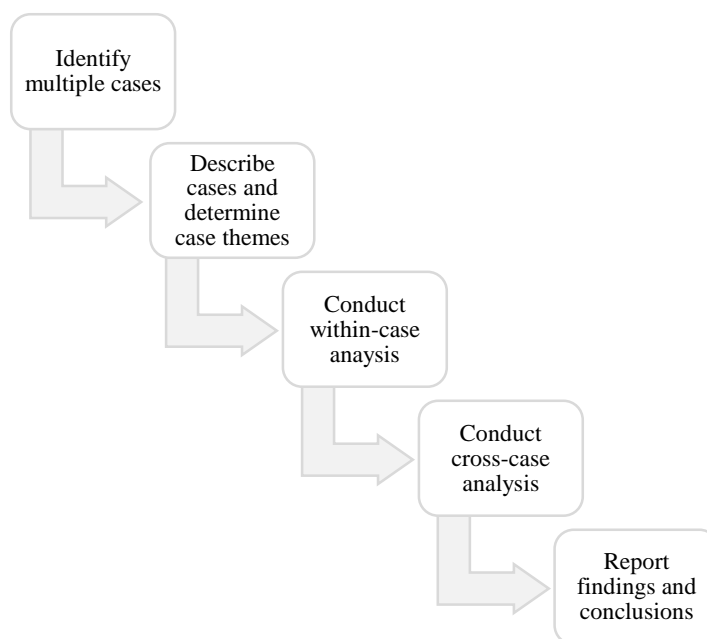 Identify
multiple cases
Describe
cases and
determine
case themes
Conduct
within-case
anaysis
Conduct
cross-case
analysis
Report
findings and
conclusions